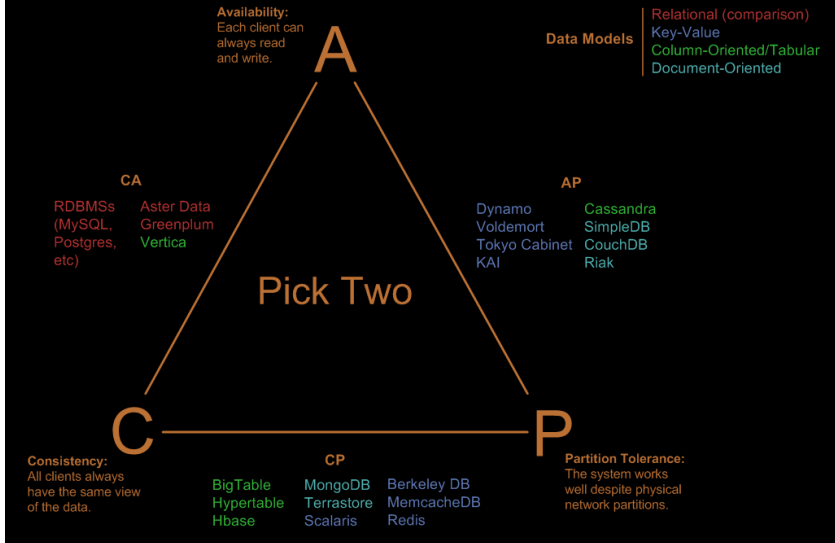 Availability:
Each client can
always read
and write.
A
Data Models
Relational (comparison)
Key-Value
Column-Oriented/Tabular
Document-Oriented
CA
RDBMSs
(MySQL,
Postgres,
etc)
Aster Data
Greenplum
Vertica
AP
Dynamo
Voldemort
Tokyo Cabinet
KAI
Cassandra
SimpleDB
CouchDB
Riak
Pick Two
C
P
Consistency:
All clients always
have the same view
of the data.
CP
BigTable
Hypertable
Hbase
MongoDB
Terrastore
Scalaris
Berkeley DB
MemcacheDB
Redis
Partition Tolerance:
The system works
well despite physical
network partitions.